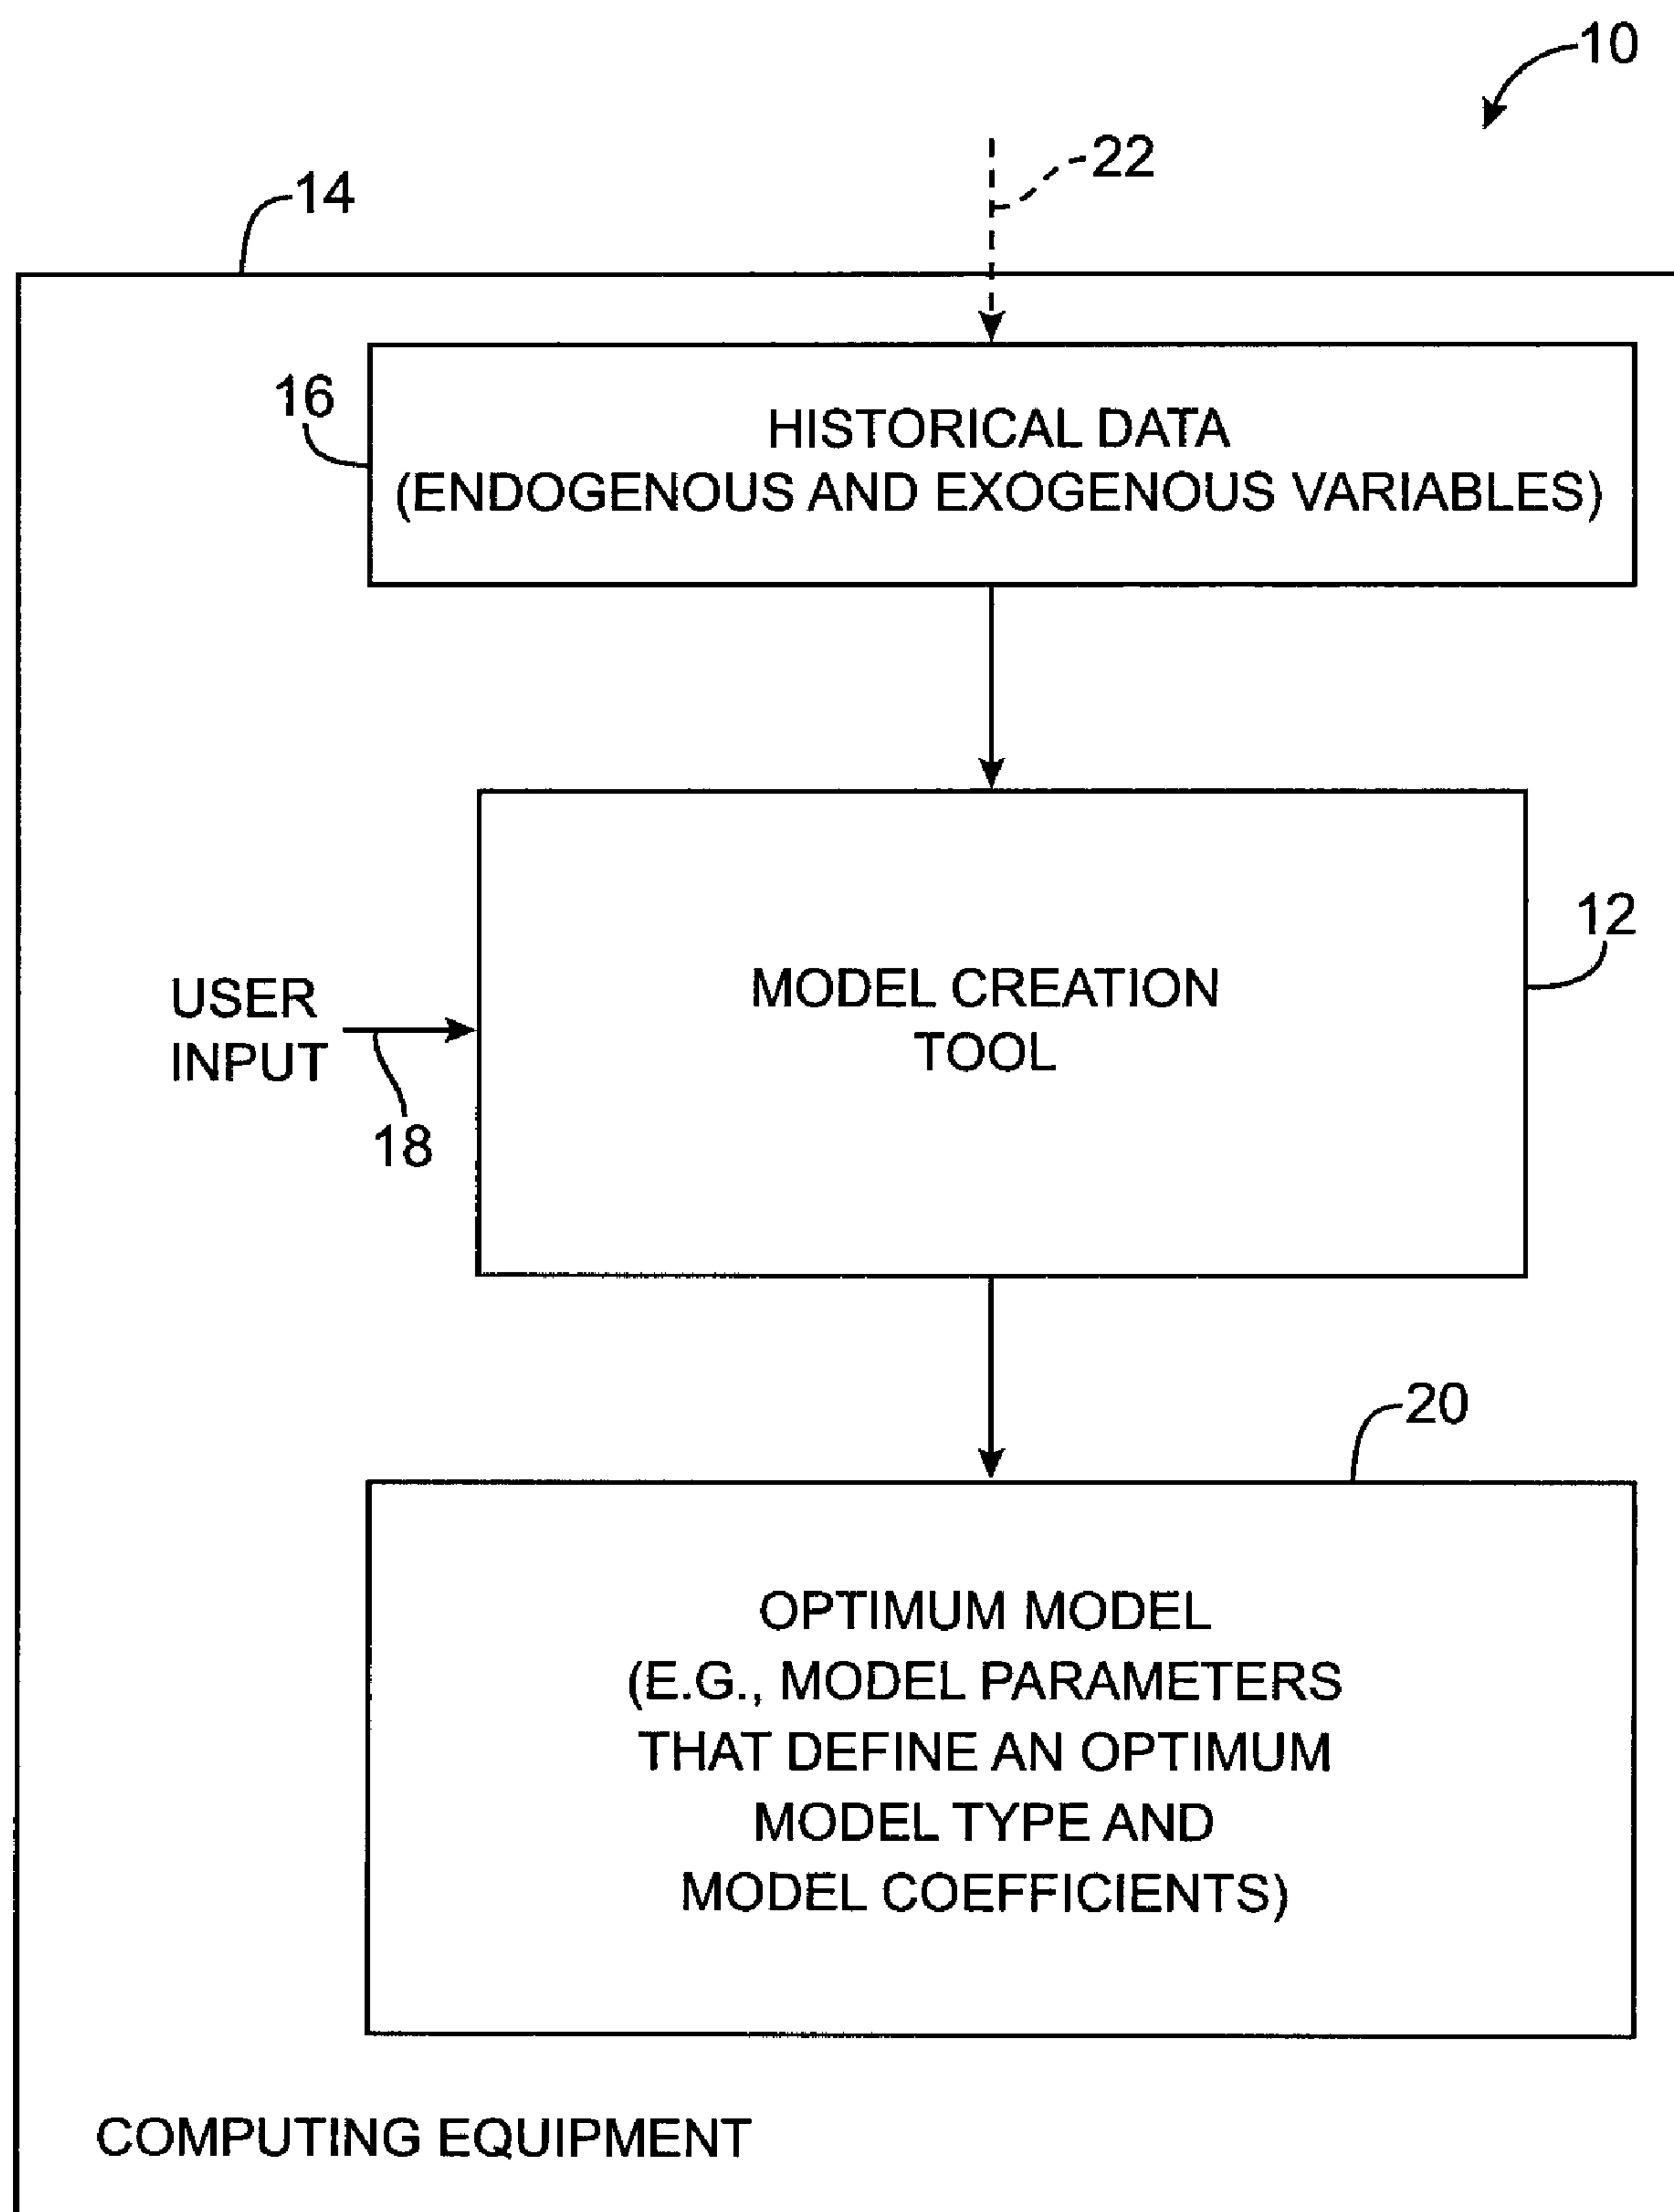 10
22
14
16
HISTORICAL DATA
(ENDOGENOUS AND EXOGENOUS VARIABLES)
12
MODEL CREATION
TOOL
USER
INPUT
18
20
OPTIMUM MODEL
(E.G., MODEL PARAMETERS
THAT DEFINE AN OPTIMUM
MODEL TYPE AND
MODEL COEFFICIENTS)
COMPUTING EQUIPMENT